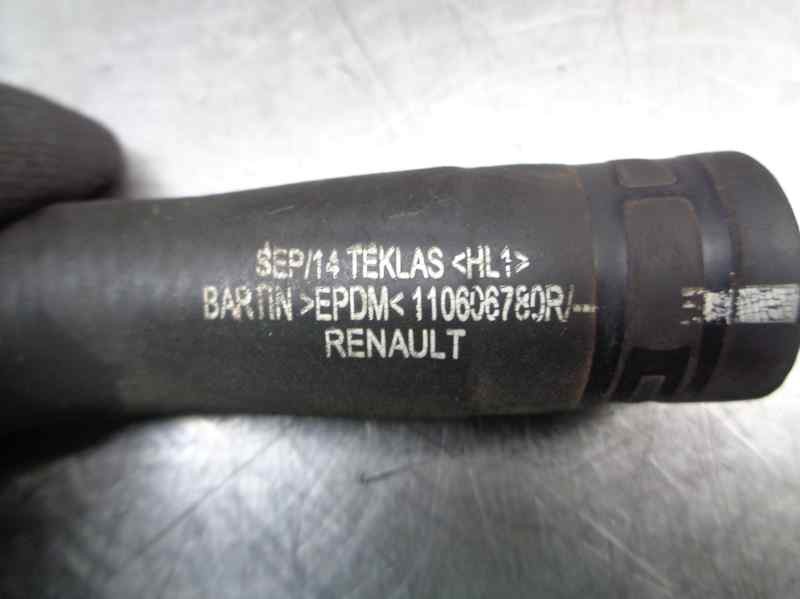 SEP/14 TEKLAS <HL1>
BARTIN >EPDM< 110606780R/--
RENAULT